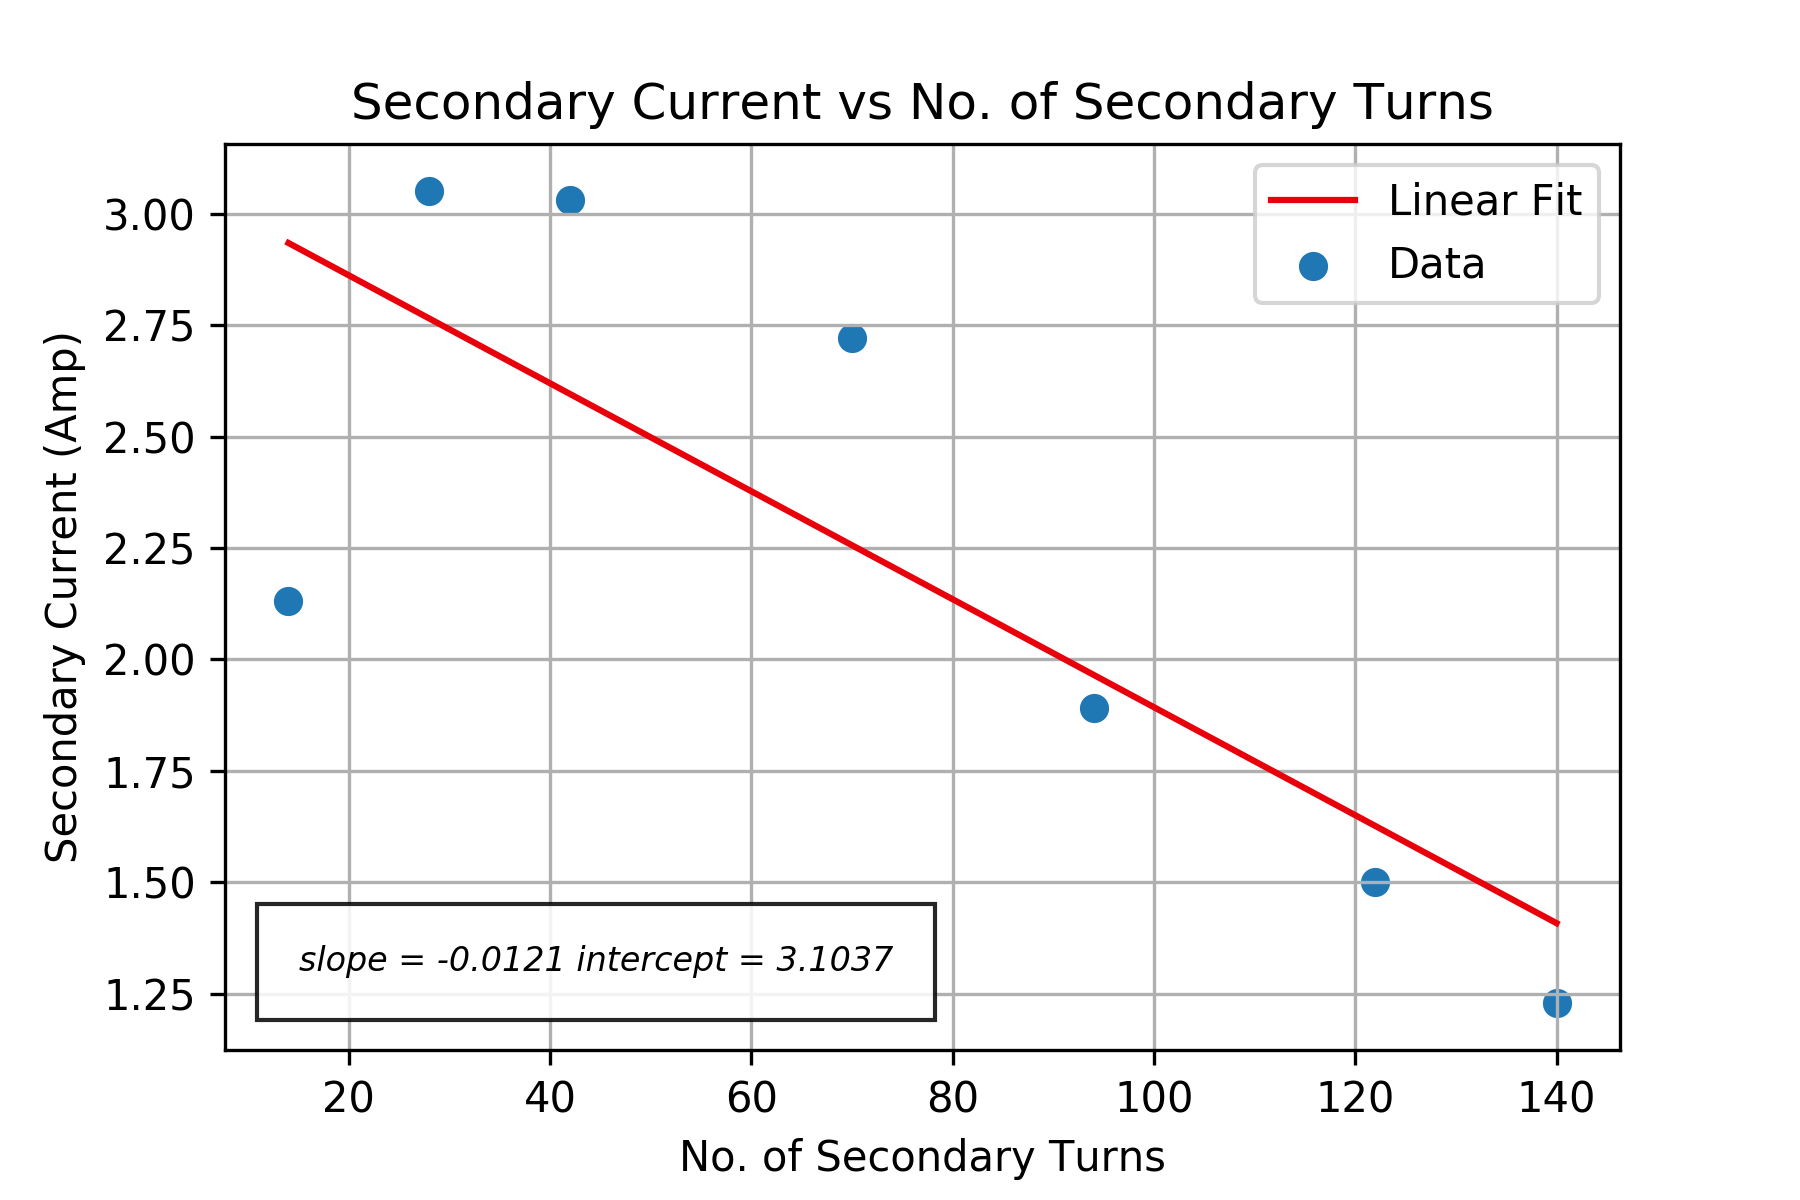 Secondary Current vs No. of Secondary Turns
Linear Fit
Data
3.00
2.75
2.50
2.25
2.00
1.75
1.50
1.25
Secondary Current (Amp)
slope = -0.0121 intercept = 3.1037
20 40 60 80 100 120 140
No. of Secondary Turns